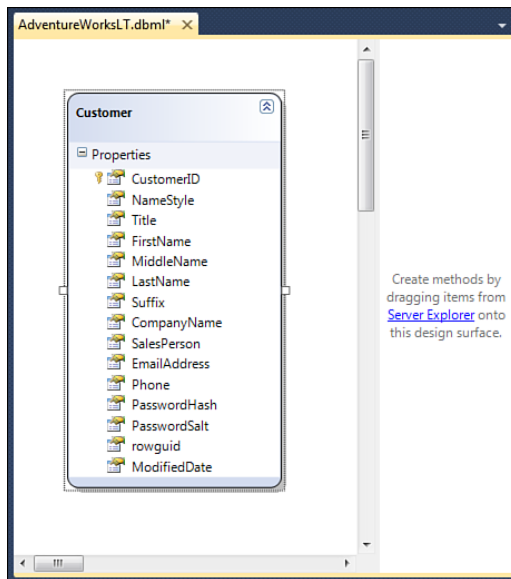 AdventureWorksLT.dbml*
Customer
Properties
CustomerID
NameStyle
Title
FirstName
MiddleName
LastName
Suffix
CompanyName
SalesPerson
EmailAddress
Phone
PasswordHash
PasswordSalt
rowguid
ModifiedDate
Create methods by
dragging items from
Server Explorer onto
this design surface.